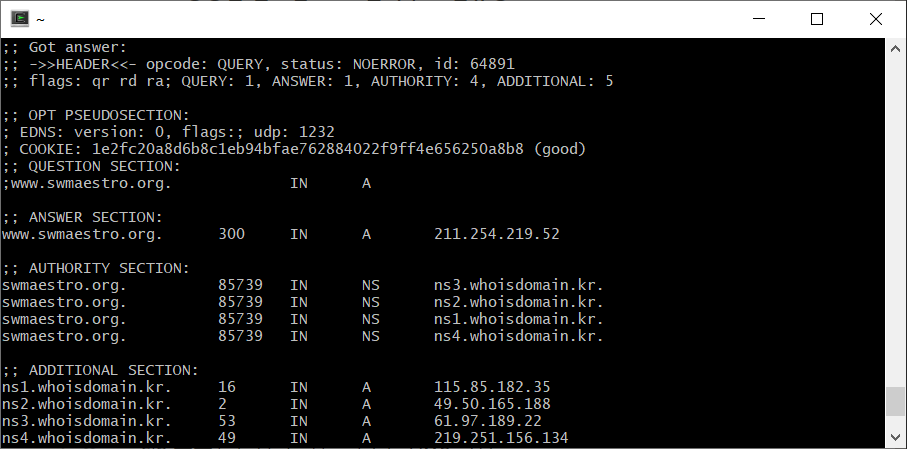 ~
;; Got answer:
;; ->>HEADER<<- opcode: QUERY, status: NOERROR, id: 64891
;; flags: qr rd ra; QUERY: 1, ANSWER: 1, AUTHORITY: 4, ADDITIONAL: 5
;; OPT PSEUDOSECTION:
; EDNS: version: 0, flags:; udp: 1232
; COOKIE: 1e2fc20a8d6b8c1eb94bfae762884022f9ff4e656250a8b8 (good)
;; QUESTION SECTION:
;www.swmaestro.org. IN A
;; ANSWER SECTION:
www.swmaestro.org. 300 IN A 211.254.219.52
;; AUTHORITY SECTION:
swmaestro.org. 85739 IN NS ns3.whoisdomain.kr.
swmaestro.org. 85739 IN NS ns2.whoisdomain.kr.
swmaestro.org. 85739 IN NS ns1.whoisdomain.kr.
swmaestro.org. 85739 IN NS ns4.whoisdomain.kr.
;; ADDITIONAL SECTION:
ns1.whoisdomain.kr. 16 IN A 115.85.182.35
ns2.whoisdomain.kr. 2 IN A 49.50.165.188
ns3.whoisdomain.kr. 53 IN A 61.97.189.22
ns4.whoisdomain.kr. 49 IN A 219.251.156.134